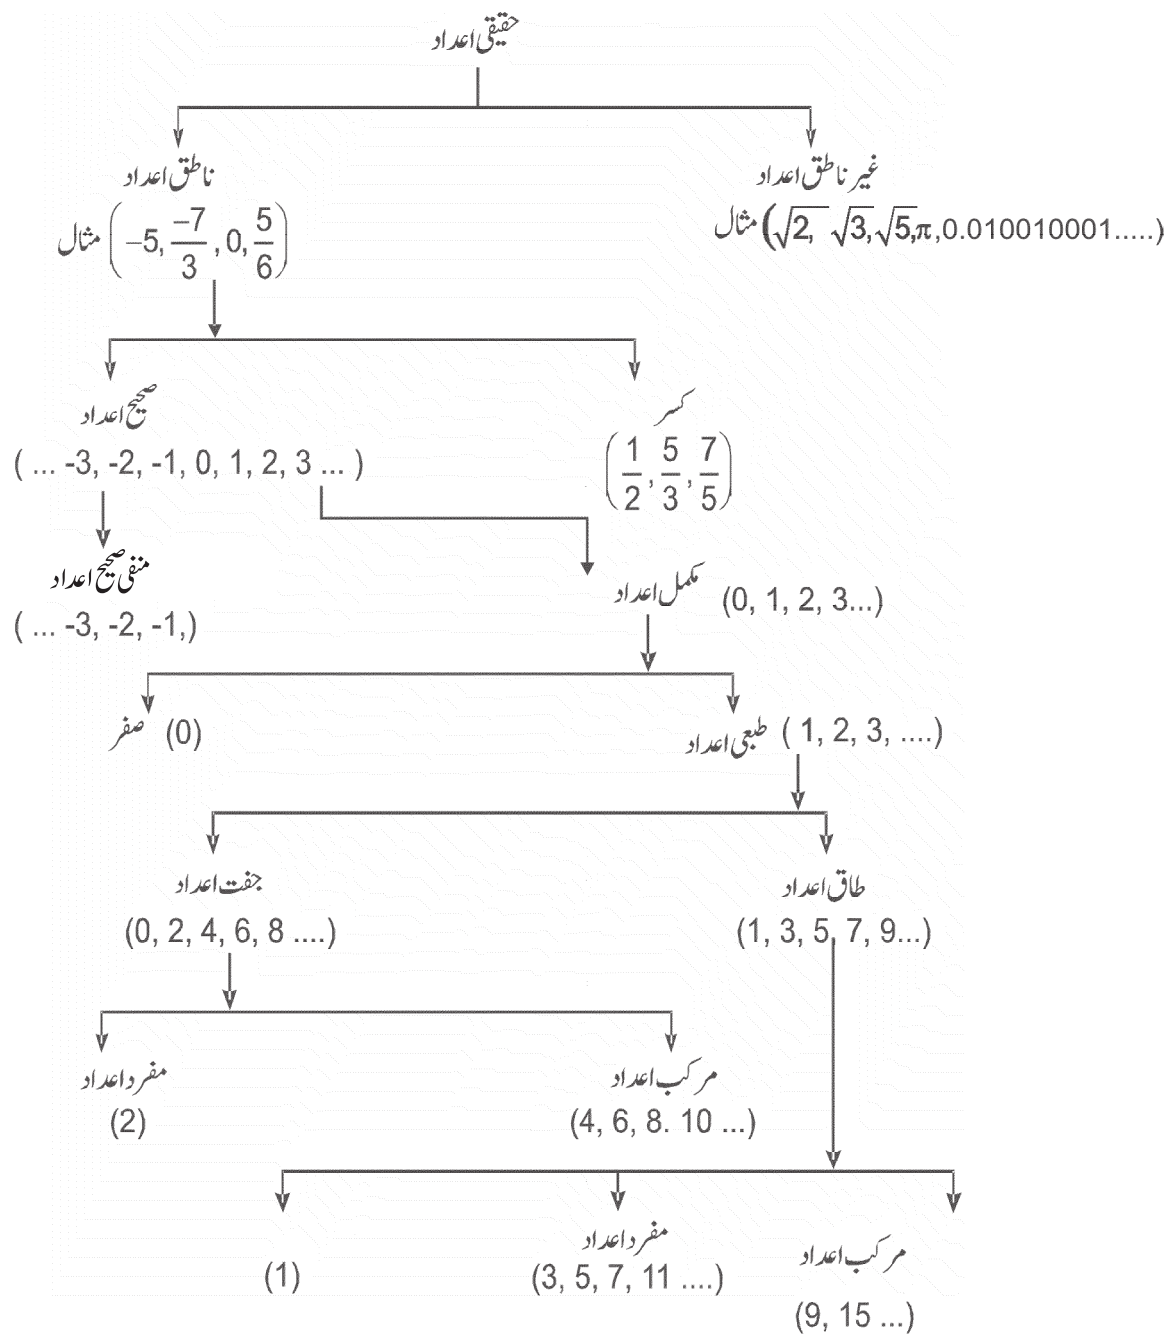 حقیقی اعداد
غیر ناطق اعداد
مثال (√2, √3, √5, π, 0.010010001.....)
ناطق اعداد
مثال (−5, −7/3, 0, 5/6)
کسر
(1/2, 5/3, 7/5)
صحیح اعداد
( ... -3, -2, -1, 0, 1, 2, 3 ... )
منفی صحیح اعداد
( ... -3, -2, -1,)
مکمل اعداد (0, 1, 2, 3...)
طبعی اعداد ( 1, 2, 3, ....)
صفر (0)
طاق اعداد
(1, 3, 5, 7, 9...)
جفت اعداد
(0, 2, 4, 6, 8 ....)
مرکب اعداد
(4, 6, 8. 10 ...)
مفرد اعداد
(2)
مرکب اعداد
(9, 15 ...)
مفرد اعداد
(3, 5, 7, 11 ....)
(1)